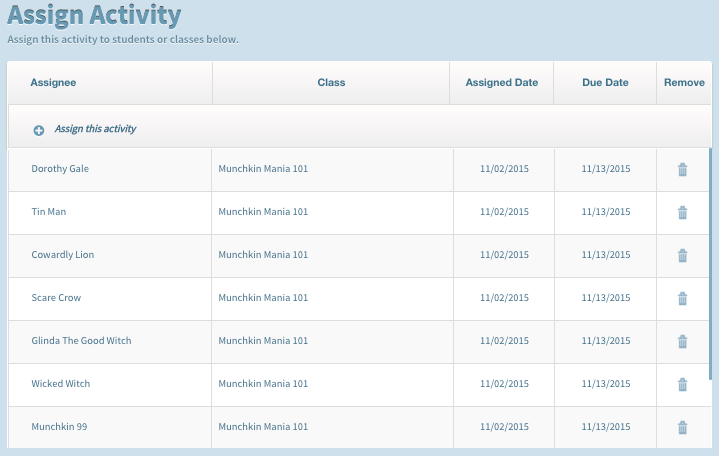 Assign Activity
Assign this activity to students or classes below.
Assignee Class Assigned Date Due Date Remove
Assign this activity
Dorothy Gale Munchkin Mania 101 11/02/2015 11/13/2015
Tin Man Munchkin Mania 101 11/02/2015 11/13/2015
Cowardly Lion Munchkin Mania 101 11/02/2015 11/13/2015
Scare Crow Munchkin Mania 101 11/02/2015 11/13/2015
Glinda The Good Witch Munchkin Mania 101 11/02/2015 11/13/2015
Wicked Witch Munchkin Mania 101 11/02/2015 11/13/2015
Munchkin 99 Munchkin Mania 101 11/02/2015 11/13/2015